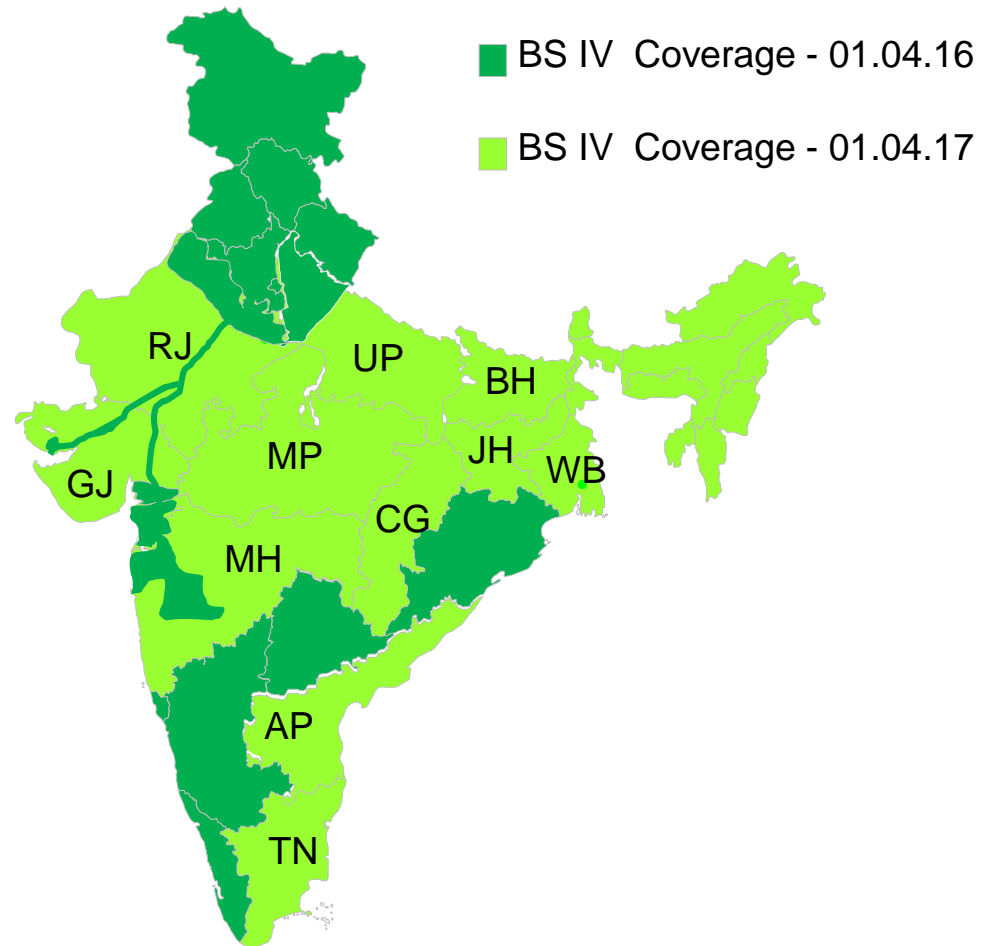 BS IV Coverage - 01.04.16
BS IV Coverage - 01.04.17
RJ
UP
BH
MP
JH
WB
GJ
CG
MH
AP
TN